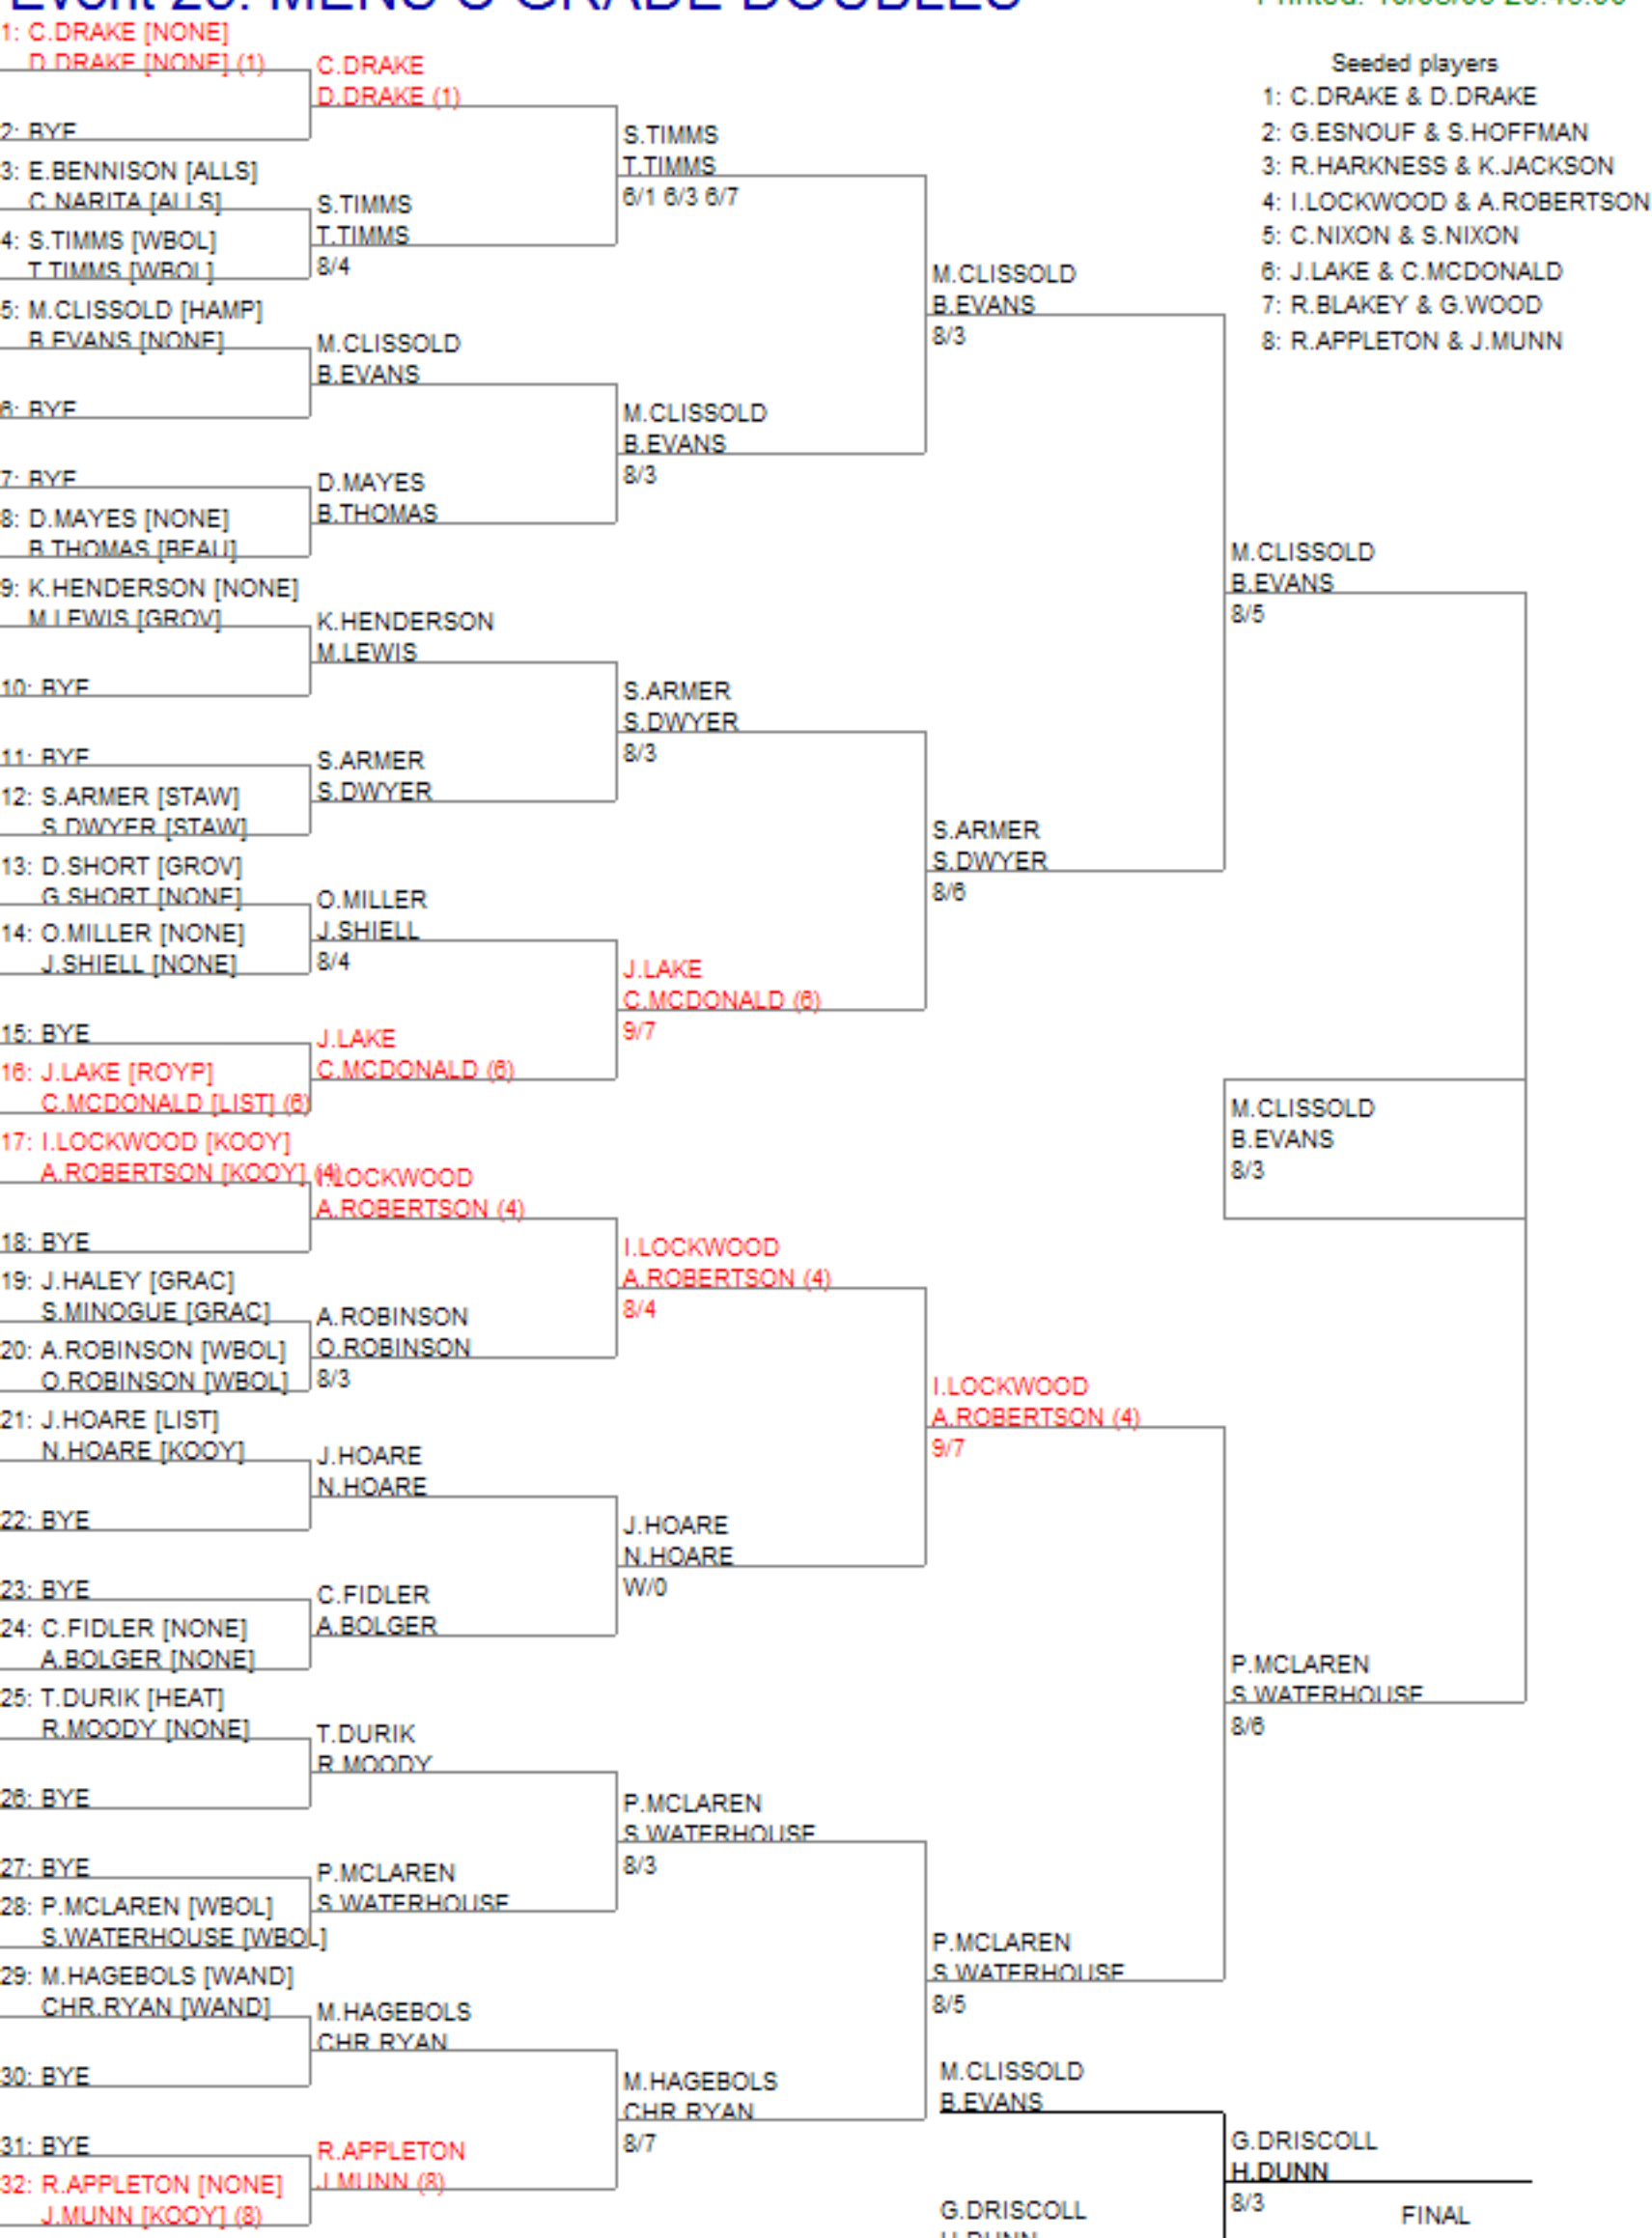 1: C.DRAKE [NONE]
D.DRAKE [NONE] (1)
2: BYE
3: E.BENNISON [ALLS]
C.NARITA [ALLS]
4: S.TIMMS [WBOL]
T.TIMMS [WBOL]
5: M.CLISSOLD [HAMP]
B.EVANS [NONE]
6: BYE
7: BYE
8: D.MAYES [NONE]
B.THOMAS [BEAU]
9: K.HENDERSON [NONE]
M.LEWIS [GROV]
10: BYE
11: BYE
12: S.ARMER [STAW]
S.DWYER [STAW]
13: D.SHORT [GROV]
G.SHORT [NONE]
14: O.MILLER [NONE]
J.SHIELL [NONE]
15: BYE
16: J.LAKE [ROYP]
C.MCDONALD [LIST] (6)
17: I.LOCKWOOD [KOOY]
A.ROBERTSON [KOOY] (4)
18: BYE
19: J.HALEY [GRAC]
S.MINOGUE [GRAC]
20: A.ROBINSON [WBOL]
O.ROBINSON [WBOL]
21: J.HOARE [LIST]
N.HOARE [KOOY]
22: BYE
23: BYE
24: C.FIDLER [NONE]
A.BOLGER [NONE]
25: T.DURIK [HEAT]
R.MOODY [NONE]
26: BYE
27: BYE
28: P.MCLAREN [WBOL]
S.WATERHOUSE [WBOL]
29: M.HAGEBOLS [WAND]
CHR.RYAN [WAND]
30: BYE
31: BYE
32: R.APPLETON [NONE]
J.MUNN [KOOY] (8)
C.DRAKE
D.DRAKE (1)
S.TIMMS
T.TIMMS
8/4
M.CLISSOLD
B.EVANS
D.MAYES
B.THOMAS
K.HENDERSON
M.LEWIS
S.ARMER
S.DWYER
O.MILLER
J.SHIELL
8/4
J.LAKE
C.MCDONALD (6)
I.LOCKWOOD
A.ROBERTSON (4)
A.ROBINSON
O.ROBINSON
8/3
J.HOARE
N.HOARE
C.FIDLER
A.BOLGER
T.DURIK
R.MOODY
P.MCLAREN
S.WATERHOUSE
M.HAGEBOLS
CHR.RYAN
R.APPLETON
J.MUNN (8)
S.TIMMS
T.TIMMS
6/1 6/3 6/7
M.CLISSOLD
B.EVANS
8/3
S.ARMER
S.DWYER
8/3
J.LAKE
C.MCDONALD (6)
9/7
I.LOCKWOOD
A.ROBERTSON (4)
8/4
J.HOARE
N.HOARE
W/0
P.MCLAREN
S.WATERHOUSE
8/3
M.HAGEBOLS
CHR.RYAN
8/7
M.CLISSOLD
B.EVANS
8/3
S.ARMER
S.DWYER
8/6
I.LOCKWOOD
A.ROBERTSON (4)
9/7
P.MCLAREN
S.WATERHOUSE
8/5
M.CLISSOLD
B.EVANS
8/5
M.CLISSOLD
B.EVANS
8/3
P.MCLAREN
S.WATERHOUSE
8/6
M.CLISSOLD
B.EVANS
G.DRISCOLL
G.DRISCOLL
H.DUNN
8/3
FINAL
Seeded players
1: C.DRAKE & D.DRAKE
2: G.ESNOUF & S.HOFFMAN
3: R.HARKNESS & K.JACKSON
4: I.LOCKWOOD & A.ROBERTSON
5: C.NIXON & S.NIXON
6: J.LAKE & C.MCDONALD
7: R.BLAKEY & G.WOOD
8: R.APPLETON & J.MUNN